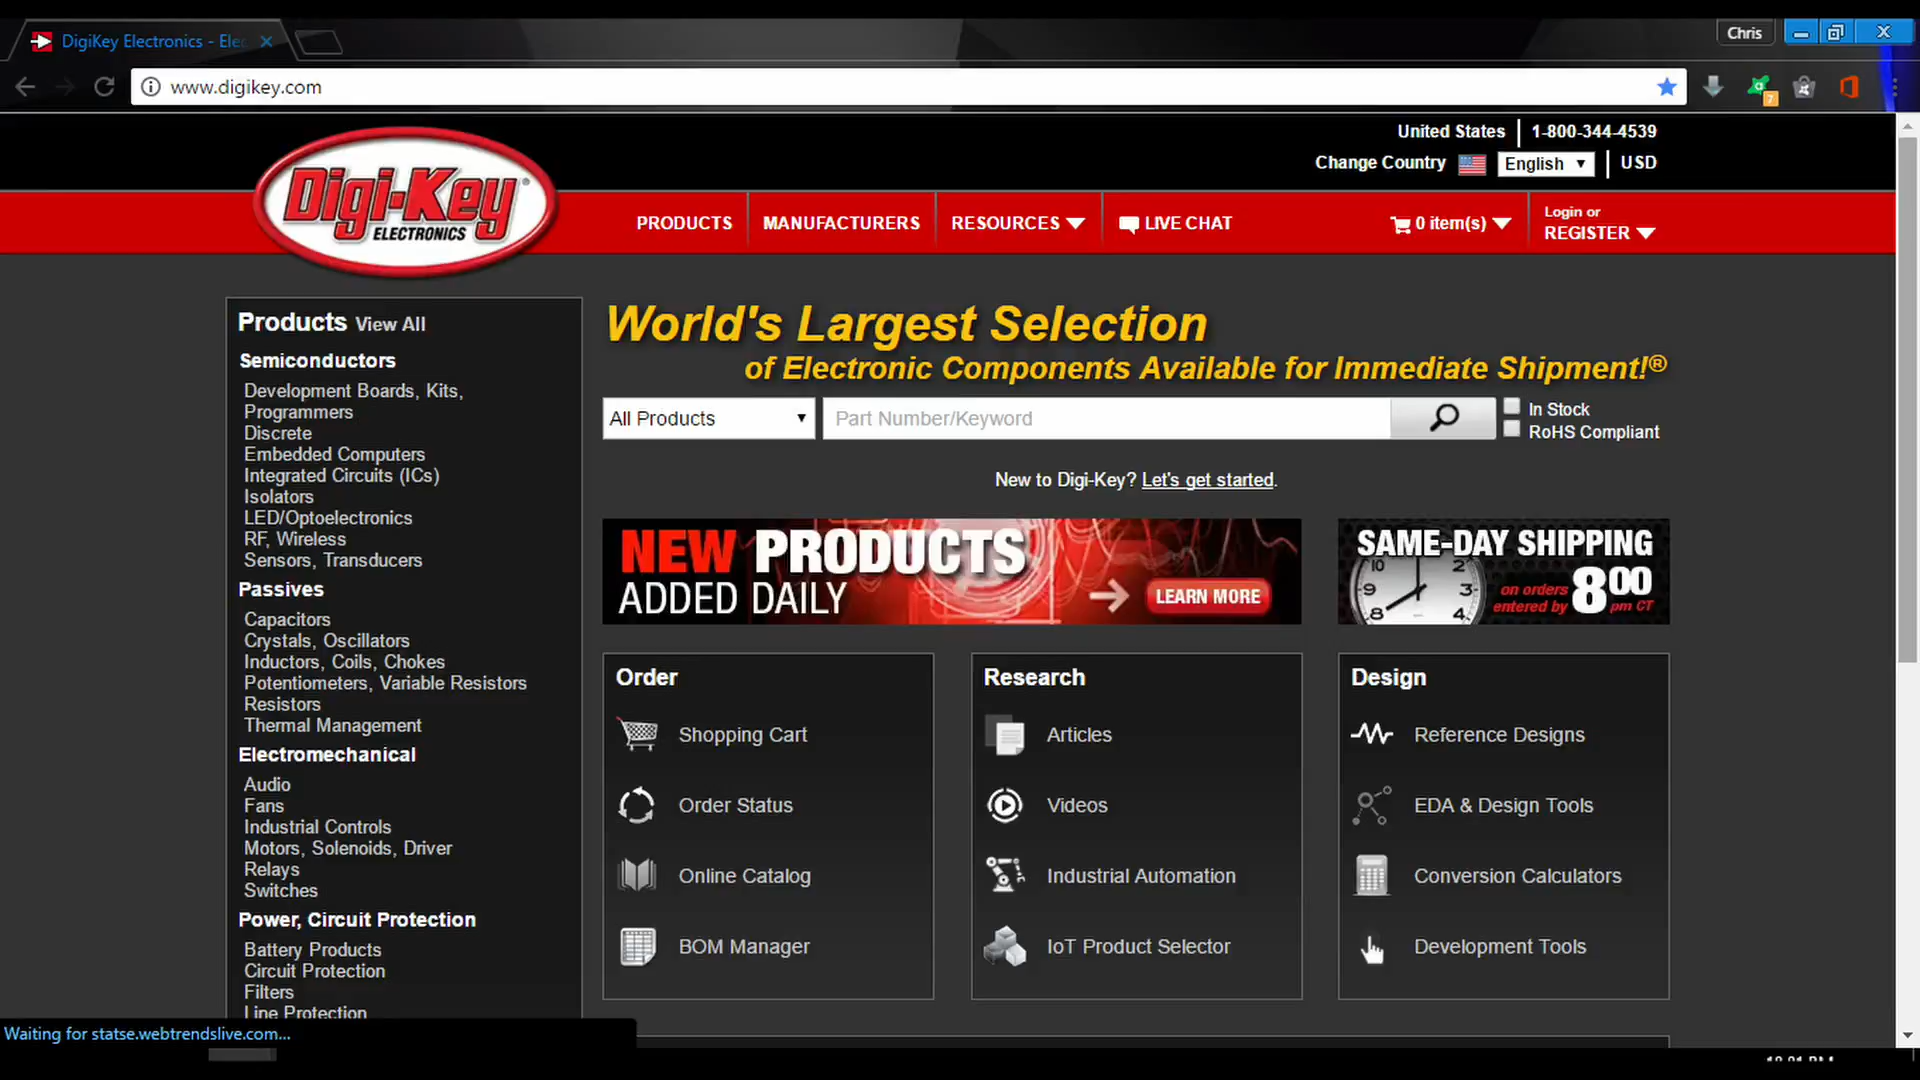 DigiKey Electronics - Ele
Chris
www.digikey.com
7
United States
1-800-344-4539
Change Country
English
USD
Digi-Key®
ELECTRONICS
PRODUCTS
MANUFACTURERS
RESOURCES
LIVE CHAT
0 item(s)
Login or
REGISTER
Products View All
Semiconductors
Development Boards, Kits,
Programmers
Discrete
Embedded Computers
Integrated Circuits (ICs)
Isolators
LED/Optoelectronics
RF, Wireless
Sensors, Transducers
Passives
Capacitors
Crystals, Oscillators
Inductors, Coils, Chokes
Potentiometers, Variable Resistors
Resistors
Thermal Management
Electromechanical
Audio
Fans
Industrial Controls
Motors, Solenoids, Driver
Relays
Switches
Power, Circuit Protection
Battery Products
Circuit Protection
Filters
Line Protection
World's Largest Selection
of Electronic Components Available for Immediate Shipment!®
All Products
Part Number/Keyword
In Stock
RoHS Compliant
New to Digi-Key? Let's get started.
NEW PRODUCTS
ADDED DAILY
LEARN MORE
SAME-DAY SHIPPING
10 2
9 3
8 4
on orders
entered by
8 00
pm CT
Order
Shopping Cart
Order Status
Online Catalog
BOM Manager
Research
Articles
Videos
Industrial Automation
IoT Product Selector
Design
Reference Designs
EDA & Design Tools
Conversion Calculators
Development Tools
Waiting for statse.webtrendslive.com...